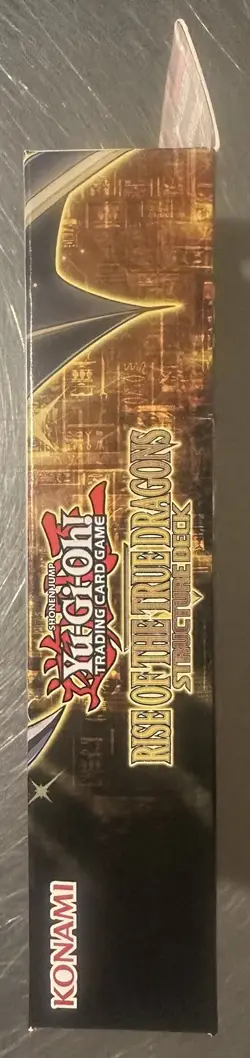 SHONEN JUMP
Yu-Gi-Oh!
TRADING CARD GAME
RISE OF THE TRUE DRAGONS
STRUCTURE DECK
KONAMI